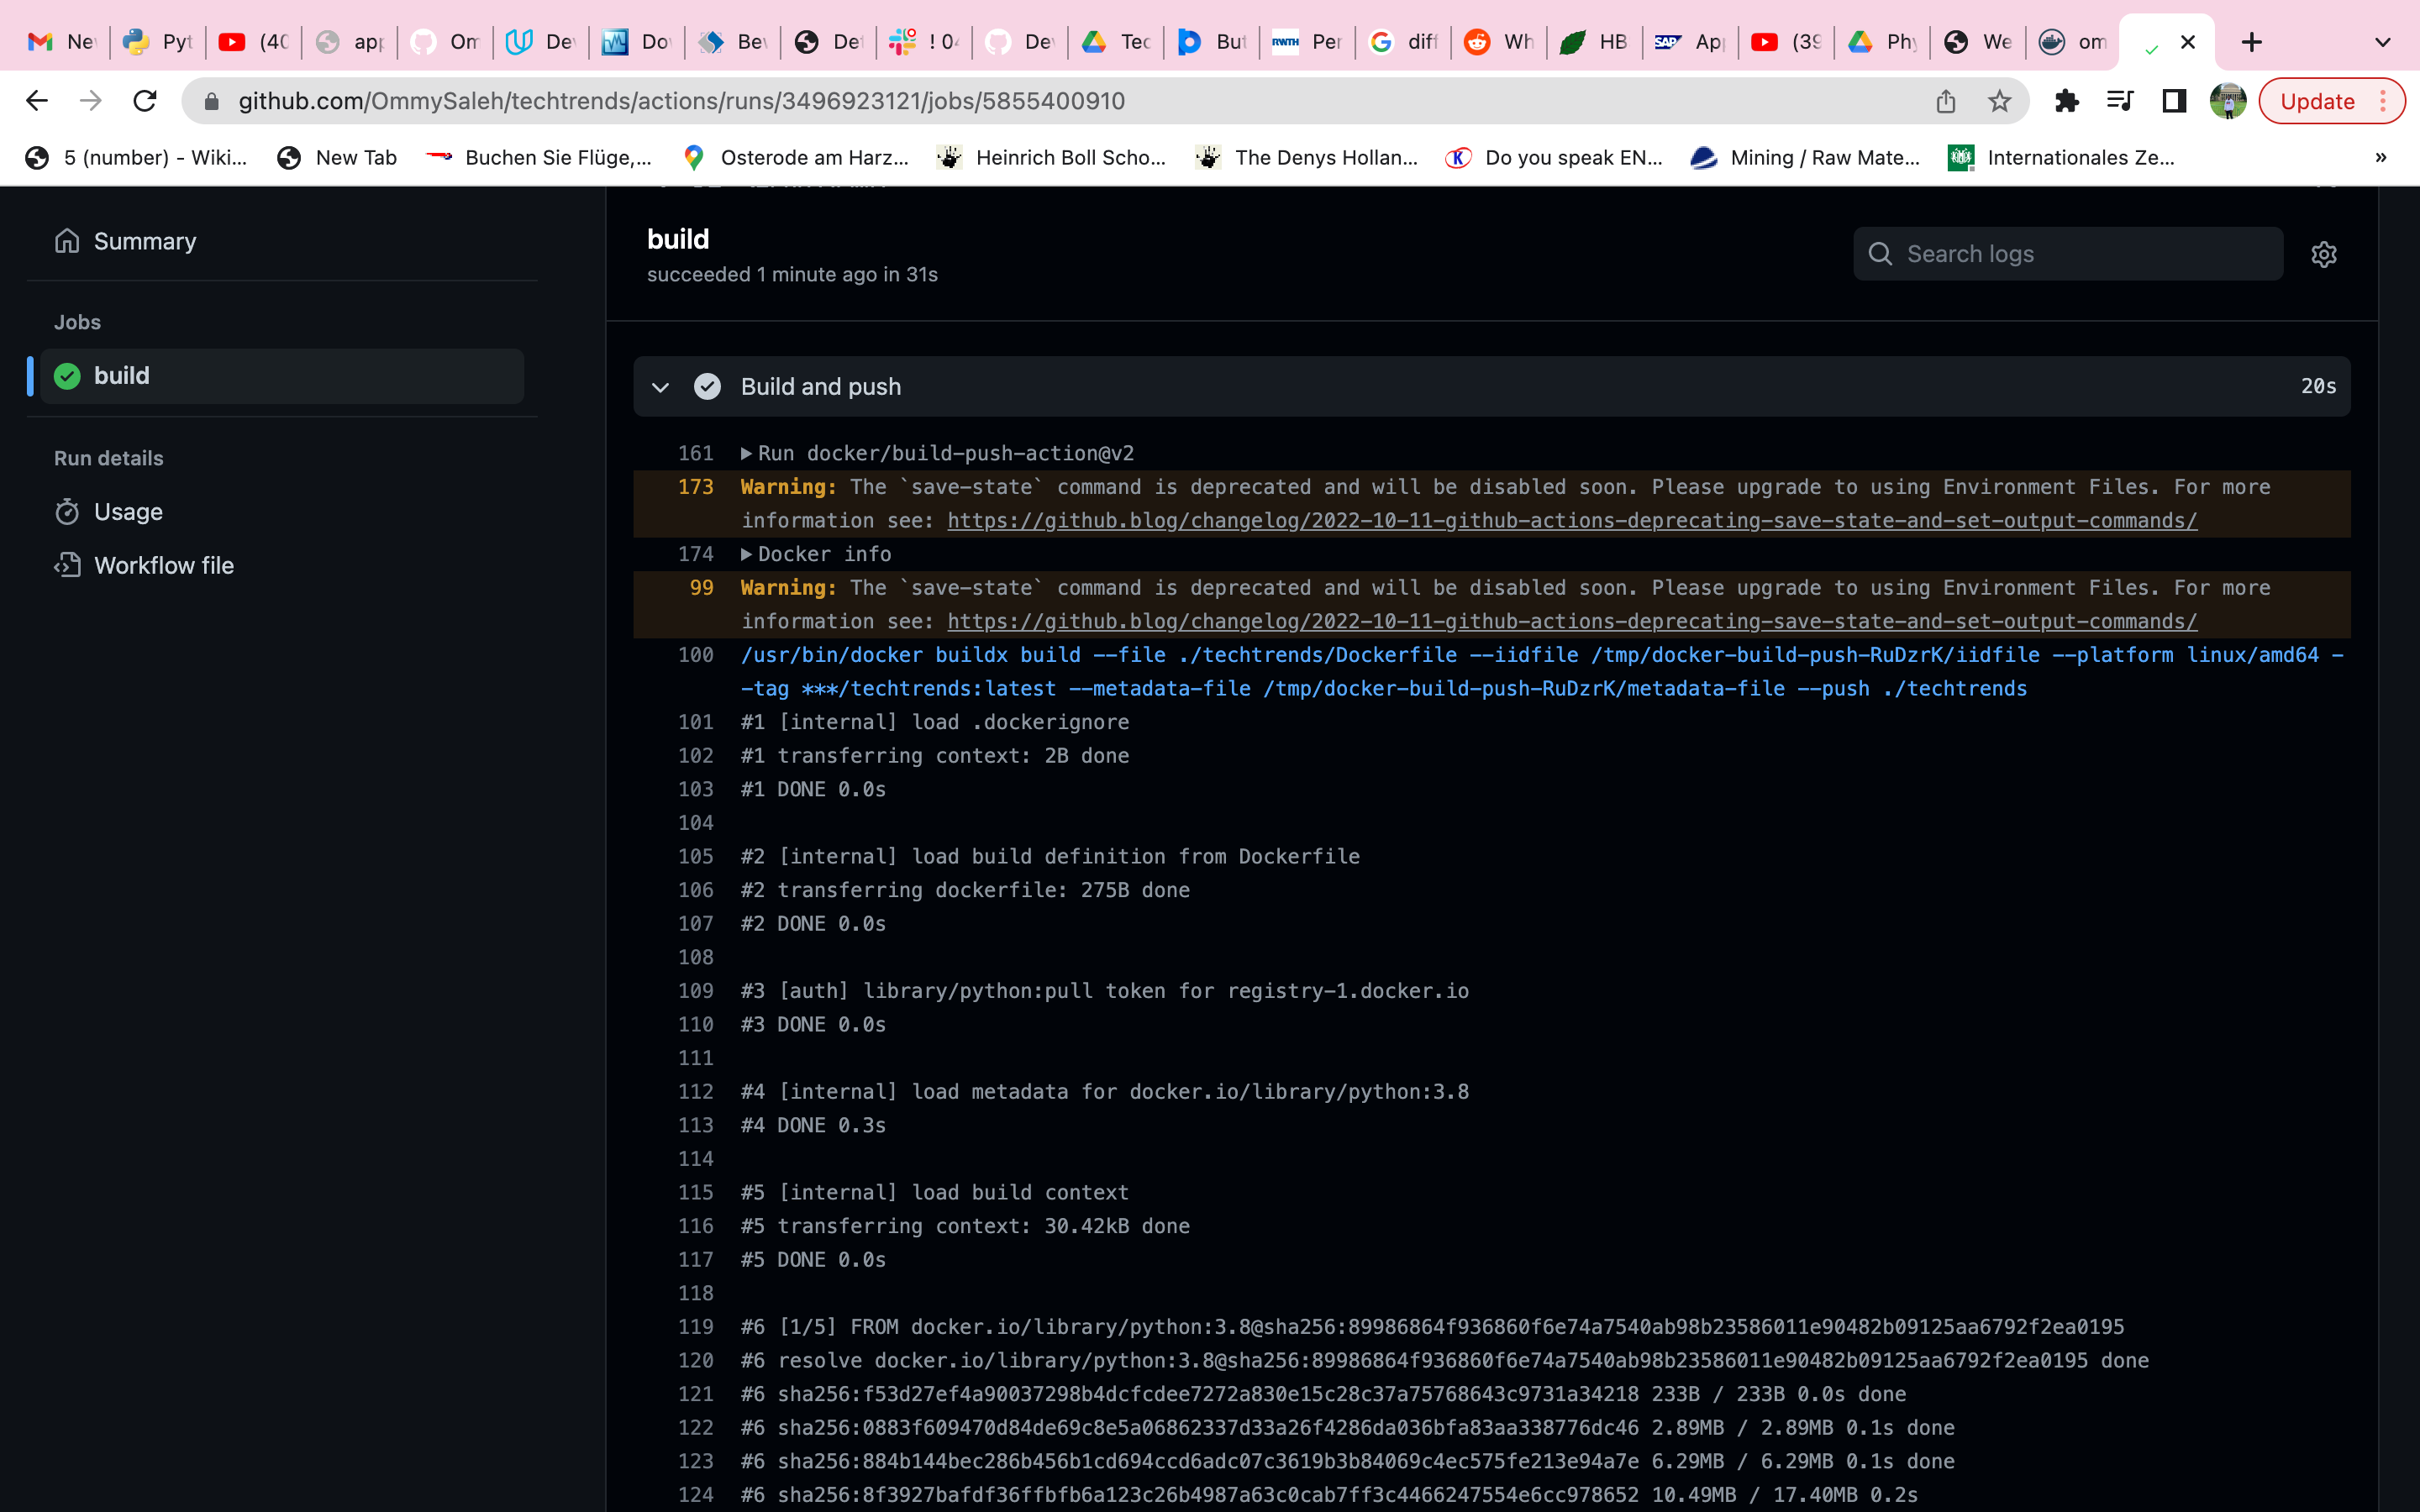 Ne Pyt (40 app Om De Do Be De ! 04 De Tec But Per diff Wh HB Ap (39 Phy We om
github.com/OmmySaleh/techtrends/actions/runs/3496923121/jobs/5855400910 Update
5 (number) - Wiki... New Tab Buchen Sie Flüge,... Osterode am Harz... Heinrich Boll Scho... The Denys Hollan... Do you speak EN... Mining / Raw Mate... Internationales Ze... »
Summary
Jobs
build
Run details
Usage
Workflow file
build
succeeded 1 minute ago in 31s
Search logs
Build and push 20s
161 Run docker/build-push-action@v2
173 Warning: The `save-state` command is deprecated and will be disabled soon. Please upgrade to using Environment Files. For more
information see: https://github.blog/changelog/2022-10-11-github-actions-deprecating-save-state-and-set-output-commands/
174 Docker info
99 Warning: The `save-state` command is deprecated and will be disabled soon. Please upgrade to using Environment Files. For more
information see: https://github.blog/changelog/2022-10-11-github-actions-deprecating-save-state-and-set-output-commands/
100 /usr/bin/docker buildx build --file ./techtrends/Dockerfile --iidfile /tmp/docker-build-push-RuDzrK/iidfile --platform linux/amd64 -
-tag ***/techtrends:latest --metadata-file /tmp/docker-build-push-RuDzrK/metadata-file --push ./techtrends
101 #1 [internal] load .dockerignore
102 #1 transferring context: 2B done
103 #1 DONE 0.0s
104
105 #2 [internal] load build definition from Dockerfile
106 #2 transferring dockerfile: 275B done
107 #2 DONE 0.0s
108
109 #3 [auth] library/python:pull token for registry-1.docker.io
110 #3 DONE 0.0s
111
112 #4 [internal] load metadata for docker.io/library/python:3.8
113 #4 DONE 0.3s
114
115 #5 [internal] load build context
116 #5 transferring context: 30.42kB done
117 #5 DONE 0.0s
118
119 #6 [1/5] FROM docker.io/library/python:3.8@sha256:89986864f936860f6e74a7540ab98b23586011e90482b09125aa6792f2ea0195
120 #6 resolve docker.io/library/python:3.8@sha256:89986864f936860f6e74a7540ab98b23586011e90482b09125aa6792f2ea0195 done
121 #6 sha256:f53d27ef4a90037298b4dcfcdee7272a830e15c28c37a75768643c9731a34218 233B / 233B 0.0s done
122 #6 sha256:0883f609470d84de69c8e5a06862337d33a26f4286da036bfa83aa338776dc46 2.89MB / 2.89MB 0.1s done
123 #6 sha256:884b144bec286b456b1cd694ccd6adc07c3619b3b84069c4ec575fe213e94a7e 6.29MB / 6.29MB 0.1s done
124 #6 sha256:8f3927bafdf36ffbfb6a123c26b4987a63c0cab7ff3c4466247554e6cc978652 10.49MB / 17.40MB 0.2s